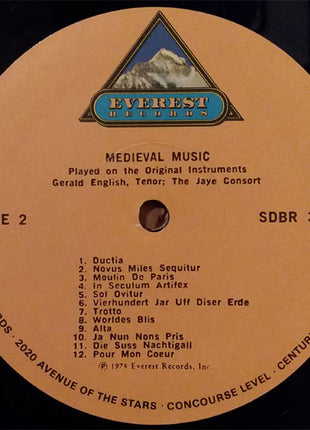 EVEREST
RECORDS
MEDIEVAL MUSIC
Played on the Original Instruments
Gerald English, Tenor; The Jaye Consort
E 2
SDBR 3
1. Ductia
2. Novus Miles Sequitur
3. Moulin De Paris
4. In Seculum Artifex
5. Sol Ovitur
6. Vierhundert Jar Uff Diser Erde
7. Trotto
8. Worldes Blis
9. Alta
10. Ja Nun Nons Pris
11. Die Suss Nachtigall
12. Pour Mon Coeur
℗ 1978 Everest Records, Inc.
RDS · 2020 AVENUE OF THE STARS · CONCOURSE LEVEL · CENTURY